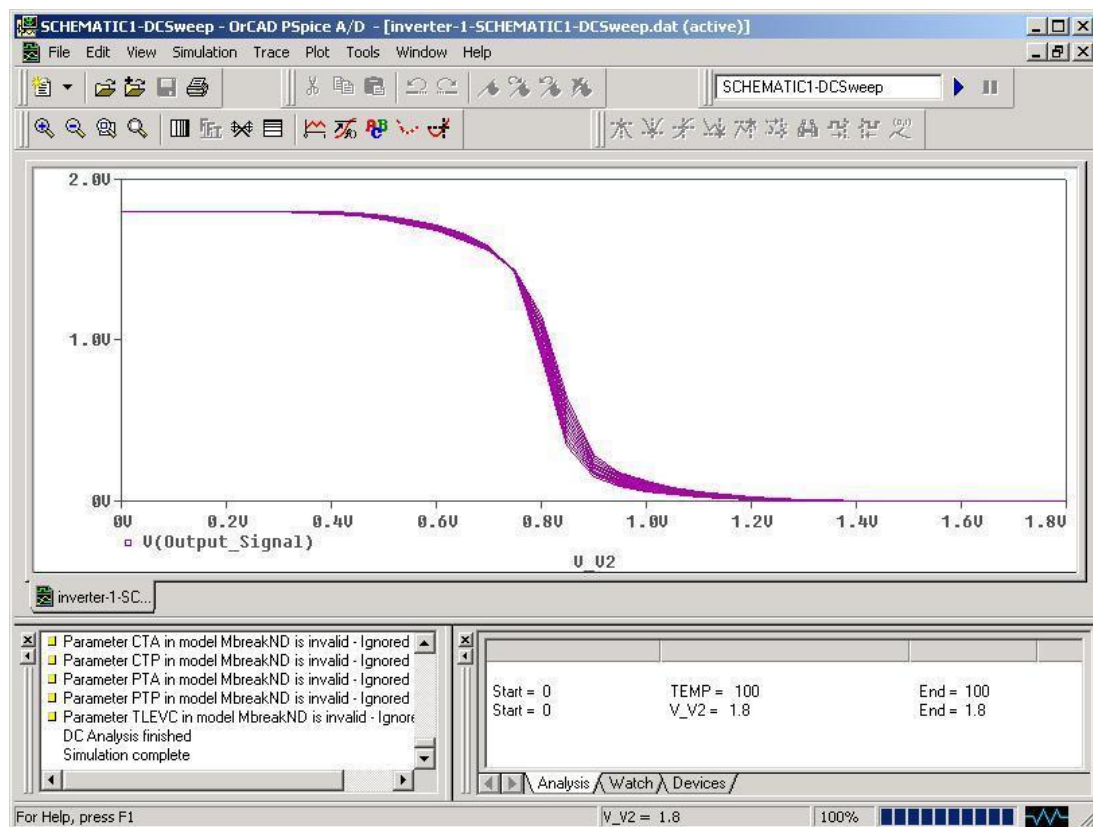 SCHEMATIC1-DCSweep - OrCAD PSpice A/D - [inverter-1-SCHEMATIC1-DCSweep.dat (active)]
File Edit View Simulation Trace Plot Tools Window Help
SCHEMATIC1-DCSweep
2.0V
1.0V
0V
0V 0.2V 0.4V 0.6V 0.8V 1.0V 1.2V 1.4V 1.6V 1.8V
V(Output_Signal)
V_V2
inverter-1-SC...
Parameter CTA in model MbreakND is invalid - Ignored
Parameter CTP in model MbreakND is invalid - Ignored
Parameter PTA in model MbreakND is invalid - Ignored
Parameter PTP in model MbreakND is invalid - Ignored
Parameter TLEVC in model MbreakND is invalid - Ignore
DC Analysis finished
Simulation complete
Start = 0 TEMP = 100 End = 100
Start = 0 V_V2 = 1.8 End = 1.8
Analysis Watch Devices
For Help, press F1 V_V2 = 1.8 100%